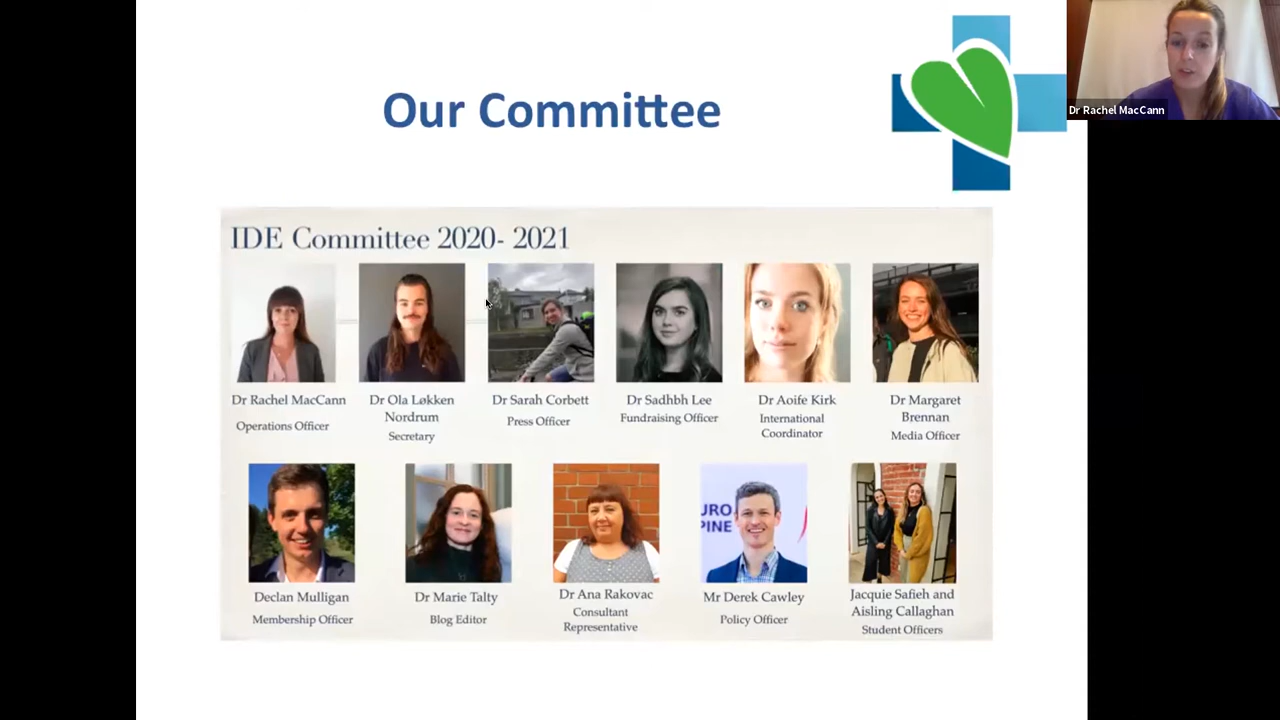 Our Committee
Dr Rachel MacCann
IDE Committee 2020- 2021
Dr Rachel MacCann
Operations Officer
Dr Ola Løkken
Nordrum
Secretary
Dr Sarah Corbett
Press Officer
Dr Sadhbh Lee
Fundraising Officer
Dr Aoife Kirk
International
Coordinator
Dr Margaret
Brennan
Media Officer
URO
PINE
Declan Mulligan
Membership Officer
Dr Marie Talty
Blog Editor
Dr Ana Rakovac
Consultant
Representative
Mr Derek Cawley
Policy Officer
Jacquie Safieh and
Aisling Callaghan
Student Officers